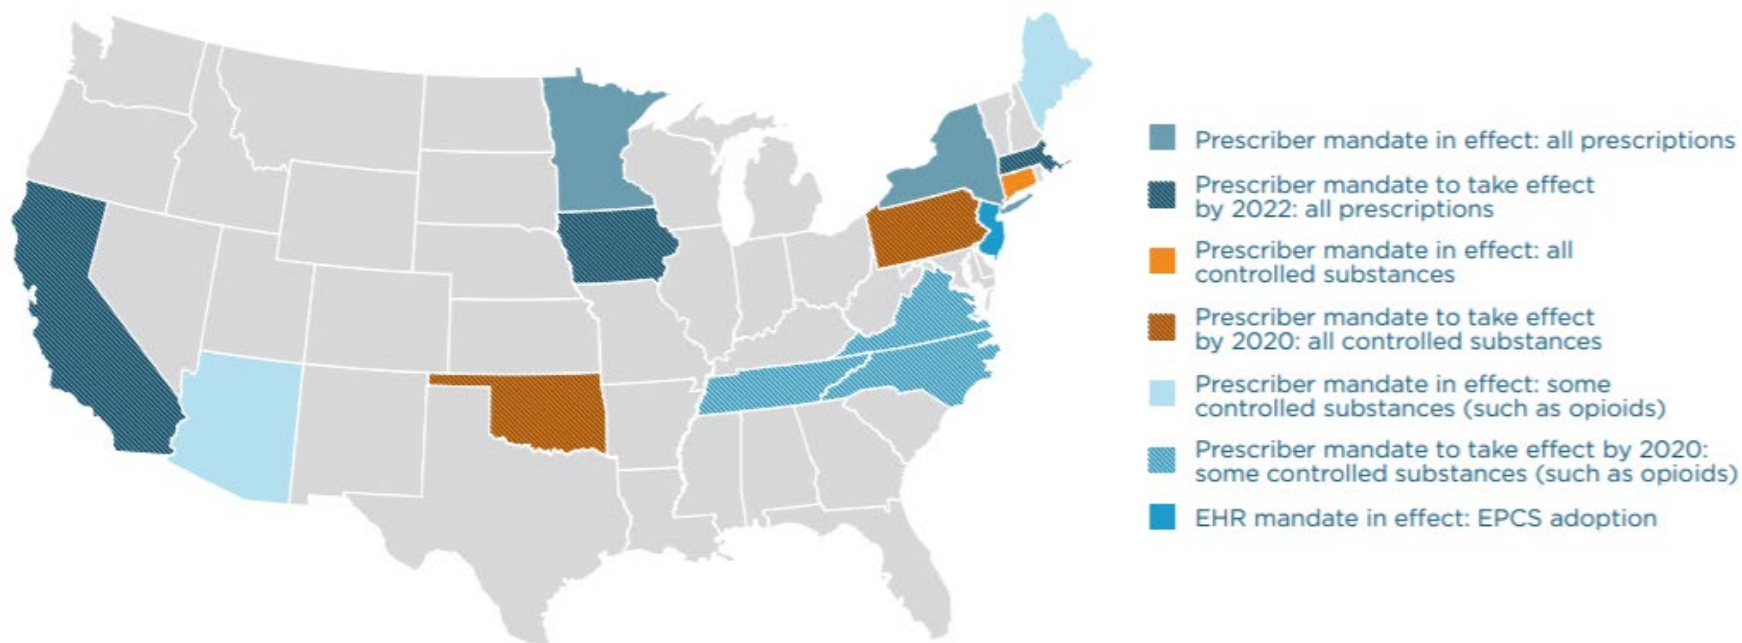 Prescriber mandate in effect: all prescriptions
Prescriber mandate to take effect
by 2022: all prescriptions
Prescriber mandate in effect: all
controlled substances
Prescriber mandate to take effect
by 2020: all controlled substances
Prescriber mandate in effect: some
controlled substances (such as opioids)
Prescriber mandate to take effect by 2020:
some controlled substances (such as opioids)
EHR mandate in effect: EPCS adoption